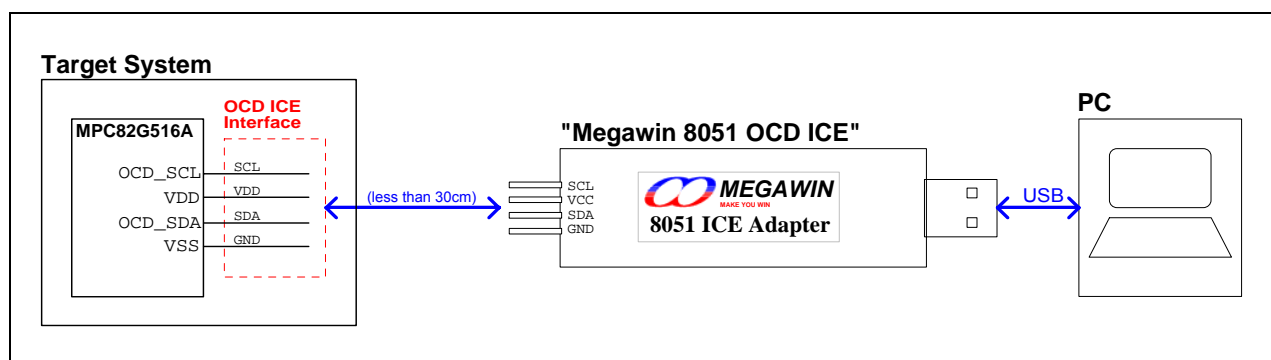 Target System
OCD ICE
Interface
MPC82G516A
OCD_SCL
SCL
VDD
VDD
OCD_SDA
SDA
VSS
GND
(less than 30cm)
"Megawin 8051 OCD ICE"
SCL
VCC
SDA
GND
MEGAWIN
MAKE YOU WIN
8051 ICE Adapter
USB
PC